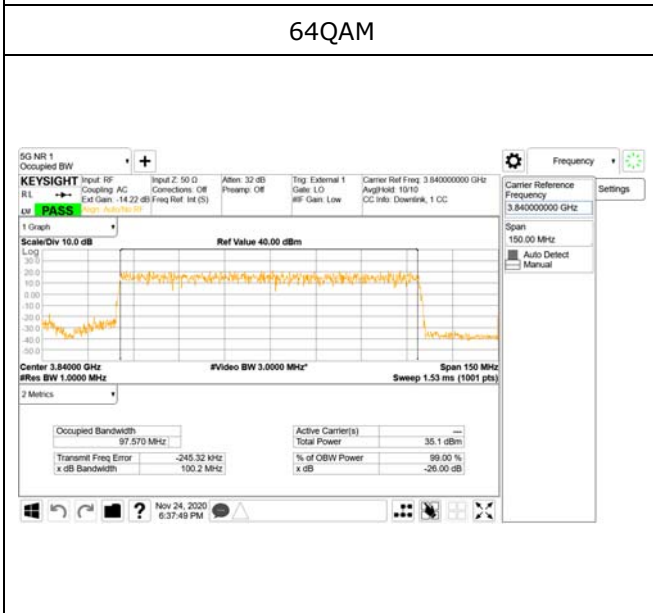 64QAM
5G NR 1
Occupied BW
Frequency
KEYSIGHT
Input: RF
Input Z: 50 Ω
Atten: 32 dB
Trig: External 1
Carrier Ref Freq: 3.840000000 GHz
RL
Coupling: AC
Corrections: Off
Preamp: Off
Gate: LO
Avg|Hold: 10/10
Ext Gain: -14.22 dB
Freq Ref: Int (S)
#IF Gain: Low
CC Info: Downlink, 1 CC
PASS
Align: Auto/No RF
Carrier Reference
Frequency
3.840000000 GHz
Settings
Span
150.00 MHz
Auto Detect
Manual
1 Graph
Scale/Div 10.0 dB
Ref Value 40.00 dBm
Log
30.0
20.0
10.0
0.00
-10.0
-20.0
-30.0
-40.0
-50.0
Center 3.84000 GHz
#Video BW 3.0000 MHz*
Span 150 MHz
#Res BW 1.0000 MHz
Sweep 1.53 ms (1001 pts)
2 Metrics
Occupied Bandwidth
97.570 MHz
Active Carrier(s) ---
Total Power 35.1 dBm
Transmit Freq Error -245.32 kHz
% of OBW Power 99.00 %
x dB Bandwidth 100.2 MHz
x dB -26.00 dB
? Nov 24, 2020
6:37:49 PM